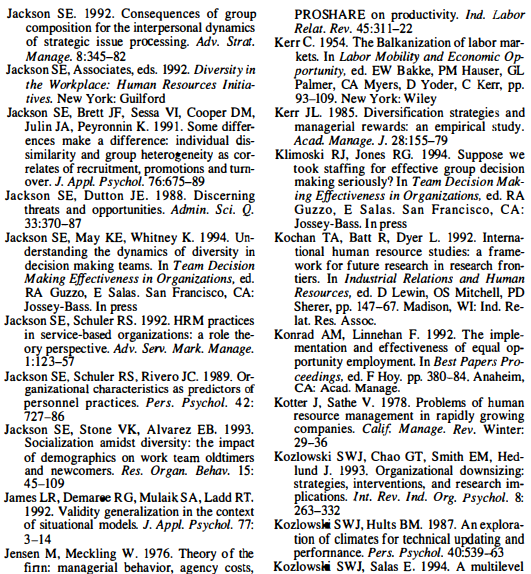 Jackson SE. 1992. Consequences of group
composition for the interpersonal dynamics
of strategic issue processing. Adv. Strat.
Manage. 8:345–82
Jackson SE, Associates, eds. 1992. Diversity in
the Workplace: Human Resources Initia-
tives. New York: Guilford
Jackson SE, Brett JF, Sessa VI, Cooper DM,
Julin JA, Peyronnin K. 1991. Some differ-
ences make a difference: individual dis-
similarity and group heterogeneity as cor-
relates of recruitment, promotions and turn-
over. J. Appl. Psychol. 76:675–89
Jackson SE, Dutton JE. 1988. Discerning
threats and opportunities. Admin. Sci. Q.
33:370–87
Jackson SE, May KE, Whitney K. 1994. Un-
derstanding the dynamics of diversity in
decision making teams. In Team Decision
Making Effectiveness in Organizations, ed.
RA Guzzo, E Salas. San Francisco, CA:
Jossey-Bass. In press
Jackson SE, Schuler RS. 1992. HRM practices
in service-based organizations: a role the-
ory perspective. Adv. Serv. Mark. Manage.
1:123–57
Jackson SE, Schuler RS, Rivero JC. 1989. Or-
ganizational characteristics as predictors of
personnel practices. Pers. Psychol. 42:
727–86
Jackson SE, Stone VK, Alvarez EB. 1993.
Socialization amidst diversity: the impact
of demographics on work team oldtimers
and newcomers. Res. Organ. Behav. 15:
45–109
James LR, Demaree RG, Mulaik SA, Ladd RT.
1992. Validity generalization in the context
of situational models. J. Appl. Psychol. 77:
3–14
Jensen M, Meckling W. 1976. Theory of the
firm: managerial behavior, agency costs,
PROSHARE on productivity. Ind. Labor
Relat. Rev. 45:311–22
Kerr C. 1954. The Balkanization of labor mar-
kets. In Labor Mobility and Economic Op-
portunity, ed. EW Bakke, PM Hauser, GL
Palmer, CA Myers, D Yoder, C Kerr, pp.
93–109. New York: Wiley
Kerr JL. 1985. Diversification strategies and
managerial rewards: an empirical study.
Acad. Manage. J. 28:155–79
Klimoski RJ, Jones RG. 1994. Suppose we
took staffing for effective group decision
making seriously? In Team Decision Mak-
ing Effectiveness in Organizations, ed. RA
Guzzo, E Salas. San Francisco, CA:
Jossey-Bass. In press
Kochan TA, Batt R, Dyer L. 1992. Interna-
tional human resource studies: a frame-
work for future research in research fron-
tiers. In Industrial Relations and Human
Resources, ed. D Lewin, OS Mitchell, PD
Sherer, pp. 147–67. Madison, WI: Ind. Re-
lat. Res. Assoc.
Konrad AM, Linnehan F. 1992. The imple-
mentation and effectiveness of equal op-
portunity employment. In Best Papers Pro-
ceedings, ed. F Hoy. pp. 380–84. Anaheim,
CA: Acad. Manage.
Kotter J, Sathe V. 1978. Problems of human
resource management in rapidly growing
companies. Calif. Manage. Rev. Winter:
29–36
Kozlowski SWJ, Chao GT, Smith EM, Hed-
lund J. 1993. Organizational downsizing:
strategies, interventions, and research im-
plications. Int. Rev. Ind. Org. Psychol. 8:
263–332
Kozlowski SWJ, Hults BM. 1987. An explora-
tion of climates for technical updating and
performance. Pers. Psychol. 40:539–63
Kozlowski SWJ, Salas E. 1994. A multilevel